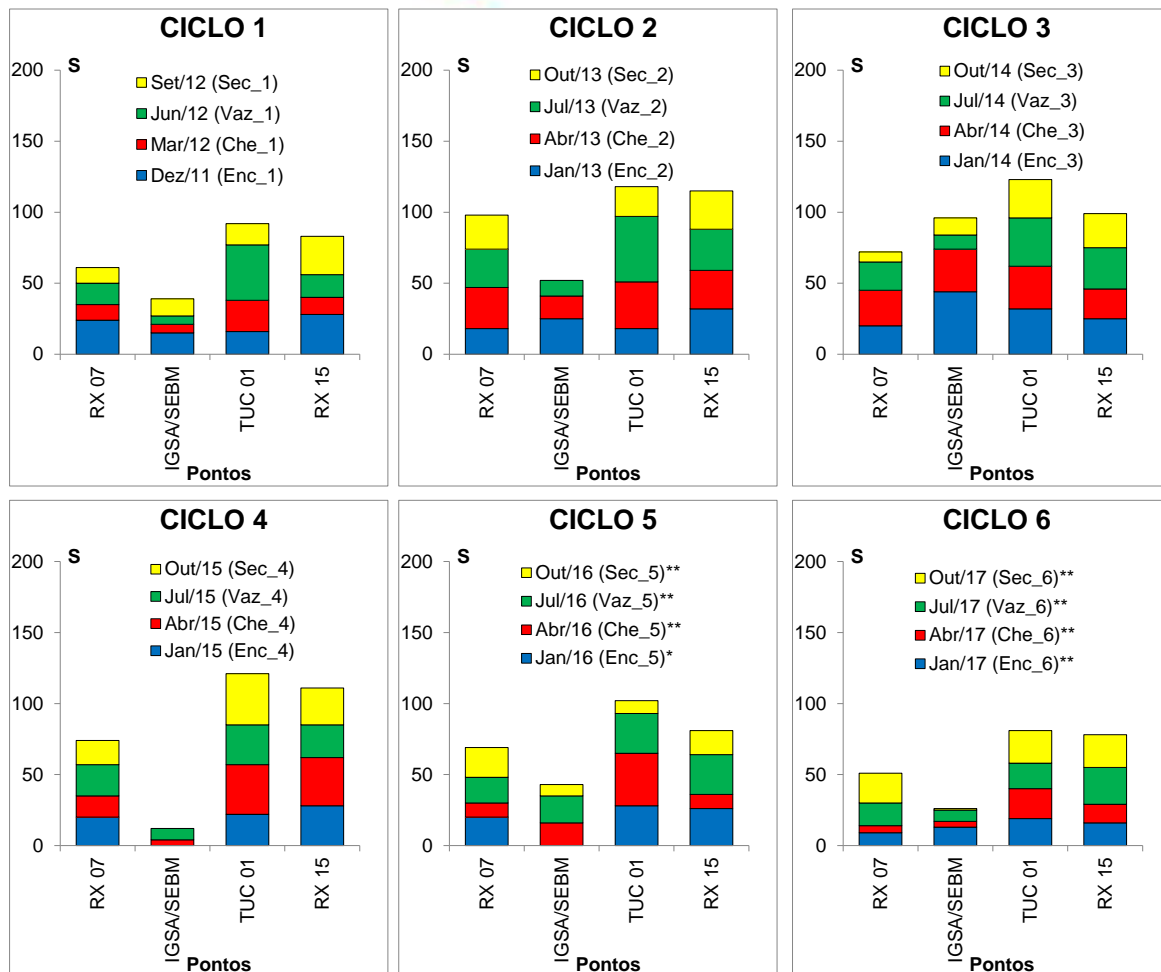 CICLO 1
S
200
150
100
50
0
Set/12 (Sec_1)
Jun/12 (Vaz_1)
Mar/12 (Che_1)
Dez/11 (Enc_1)
RX 07
IGSA/SEBM
TUC 01
RX 15
Pontos
CICLO 2
S
200
150
100
50
0
Out/13 (Sec_2)
Jul/13 (Vaz_2)
Abr/13 (Che_2)
Jan/13 (Enc_2)
RX 07
IGSA/SEBM
TUC 01
RX 15
Pontos
CICLO 3
S
200
150
100
50
0
Out/14 (Sec_3)
Jul/14 (Vaz_3)
Abr/14 (Che_3)
Jan/14 (Enc_3)
RX 07
IGSA/SEBM
TUC 01
RX 15
Pontos
CICLO 4
S
200
150
100
50
0
Out/15 (Sec_4)
Jul/15 (Vaz_4)
Abr/15 (Che_4)
Jan/15 (Enc_4)
RX 07
IGSA/SEBM
TUC 01
RX 15
Pontos
CICLO 5
S
200
150
100
50
0
Out/16 (Sec_5)**
Jul/16 (Vaz_5)**
Abr/16 (Che_5)**
Jan/16 (Enc_5)*
RX 07
IGSA/SEBM
TUC 01
RX 15
Pontos
CICLO 6
S
200
150
100
50
0
Out/17 (Sec_6)**
Jul/17 (Vaz_6)**
Abr/17 (Che_6)**
Jan/17 (Enc_6)**
RX 07
IGSA/SEBM
TUC 01
RX 15
Pontos